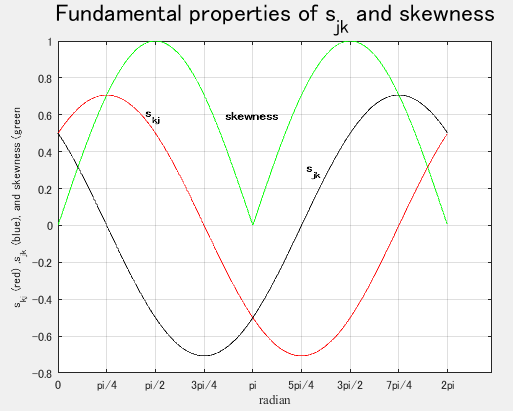 Fundamental properties of s_jk and skewness
1
0.8
0.6
0.4
0.2
0
-0.2
-0.4
-0.6
-0.8
s_kj (red) ,s_jk (blue), and skewness (,green
s_kj
skewness
s_jk
0 pi/4 pi/2 3pi/4 pi 5pi/4 3pi/2 7pi/4 2pi
radian